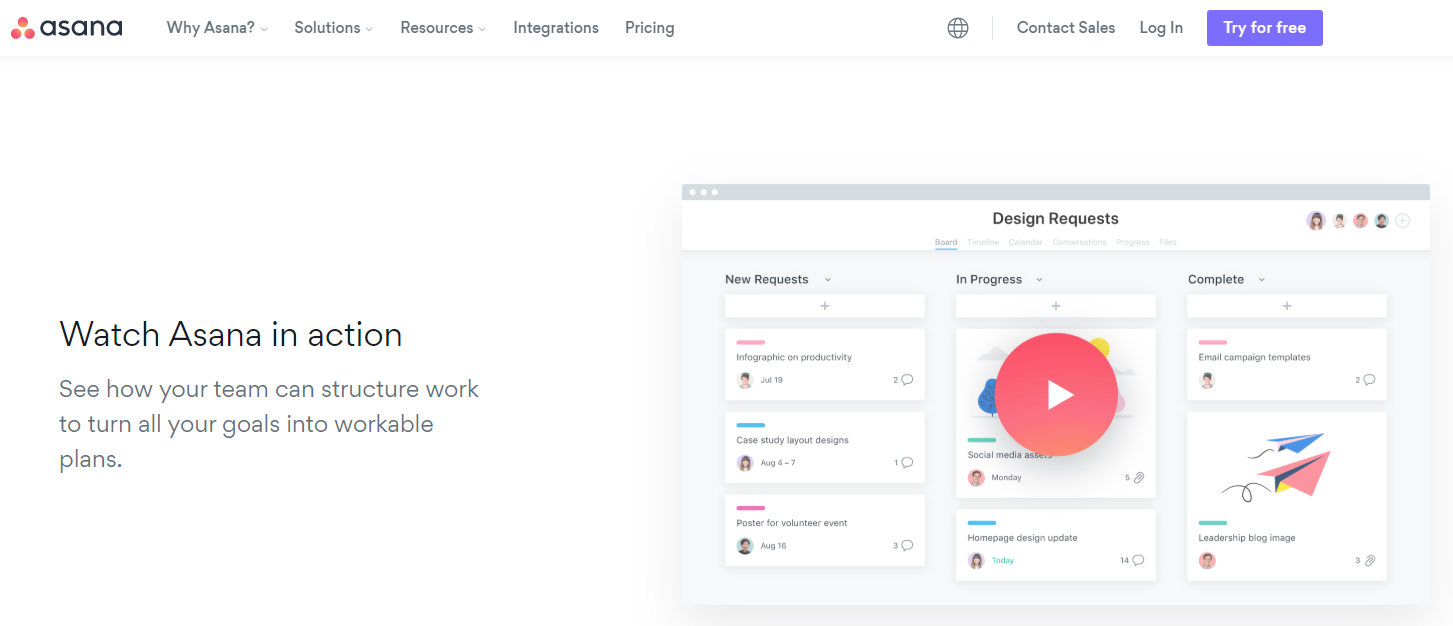 asana
Why Asana?
Solutions
Resources
Integrations
Pricing
Contact Sales
Log In
Try for free
Watch Asana in action
See how your team can structure work
to turn all your goals into workable
plans.
Design Requests
Board Timeline Calendar Conversations Progress Files
New Requests
Infographic on productivity
Jul 19 2
Case study layout designs
Aug 4 – 7 1
Poster for volunteer event
Aug 16 3
In Progress
Social media assets
Monday 5
Homepage design update
Today 14
Complete
Email campaign templates
2
Leadership blog image
3